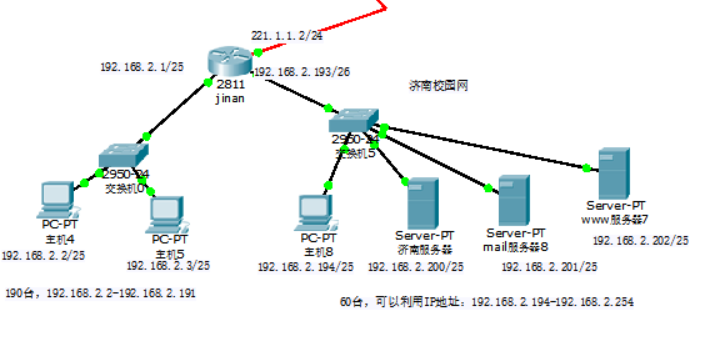 221.1.1.2/24
192.168.2.1/25
192.168.2.193/26
2811
jinan
济南校园网
2950-24
交换机0
2950-24
交换机5
PC-PT
主机4
192.168.2.2/25
PC-PT
主机5
192.168.2.3/25
PC-PT
主机8
192.168.2.194/25
Server-PT
济南服务器
192.168.2.200/25
Server-PT
mail服务器8
192.168.2.201/25
Server-PT
www服务器7
192.168.2.202/25
190台，192.168.2.2-192.168.2.191
60台，可以利用IP地址：192.168.2.194-192.168.2.254